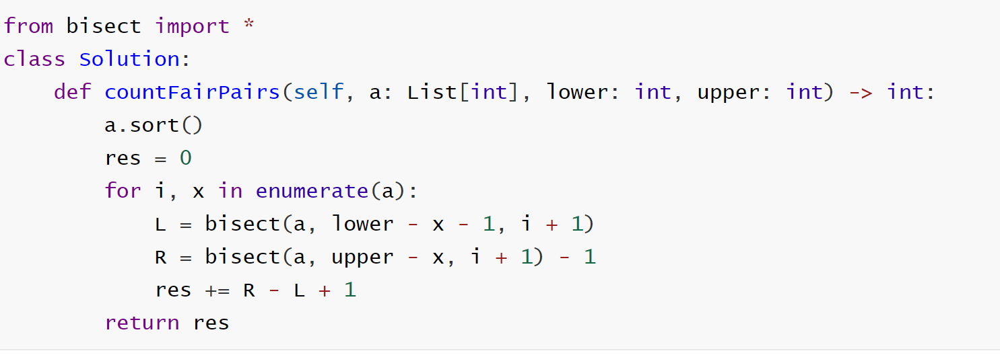 from bisect import *
class Solution:
    def countFairPairs(self, a: List[int], lower: int, upper: int) -> int:
        a.sort()
        res = 0
        for i, x in enumerate(a):
            L = bisect(a, lower - x - 1, i + 1)
            R = bisect(a, upper - x, i + 1) - 1
            res += R - L + 1
        return res